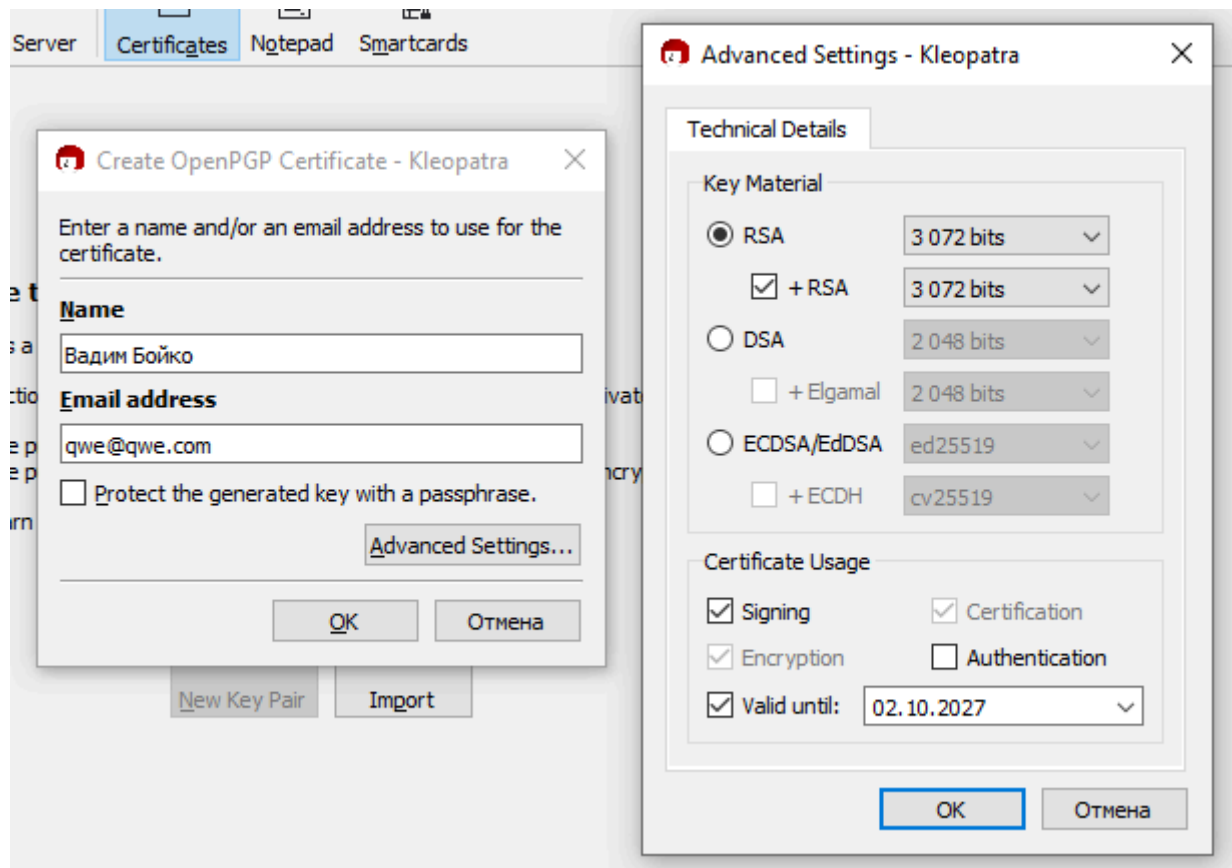 Server
Certificates
Notepad
Smartcards
Create OpenPGP Certificate - Kleopatra
Enter a name and/or an email address to use for the
certificate.
Name
Вадим Бойко
Email address
qwe@qwe.com
Protect the generated key with a passphrase.
Advanced Settings...
OK
Отмена
New Key Pair
Import
Advanced Settings - Kleopatra
Technical Details
Key Material
RSA
3 072 bits
+ RSA
3 072 bits
DSA
2 048 bits
+ Elgamal
2 048 bits
ECDSA/EdDSA
ed25519
+ ECDH
cv25519
Certificate Usage
Signing
Certification
Encryption
Authentication
Valid until:
02.10.2027
OK
Отмена